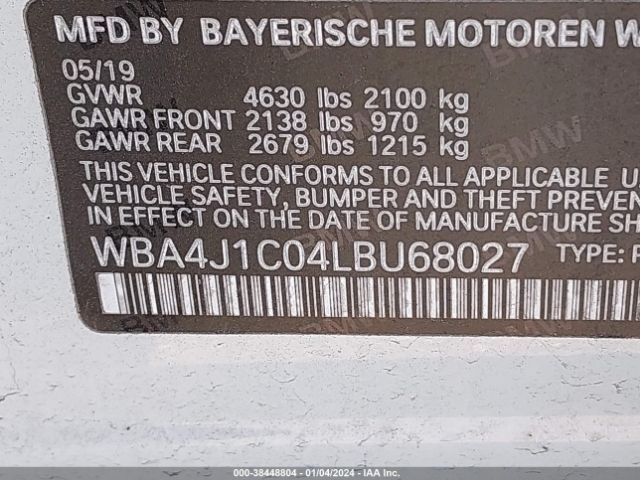 MFD BY BAYERISCHE MOTOREN W
05/19
GVWR 4630 lbs 2100 kg
GAWR FRONT 2138 lbs 970 kg
GAWR REAR 2679 lbs 1215 kg
THIS VEHICLE CONFORMS TO ALL APPLICABLE U.
VEHICLE SAFETY, BUMPER AND THEFT PREVEN
IN EFFECT ON THE DATE OF MANUFACTURE SH
WBA4J1C04LBU68027 TYPE: P
000-38448804 - 01/04/2024 - IAA Inc.